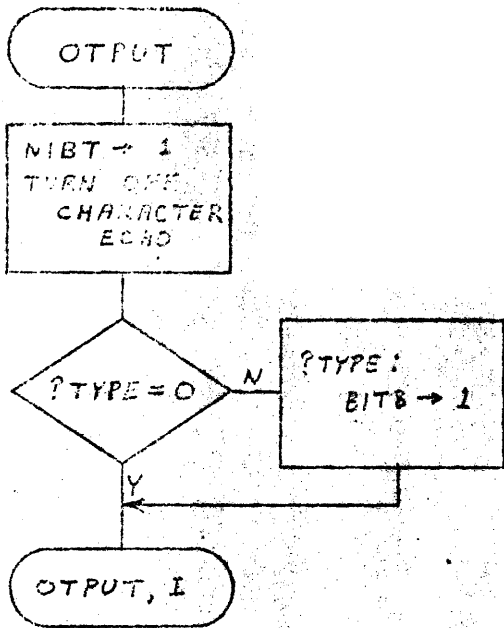 OTPUT
NIBT → 1
TURN OFF
CHARACTER
ECHO
?TYPE = 0
N
?TYPE:
BIT8 → 1
Y
OTPUT, I